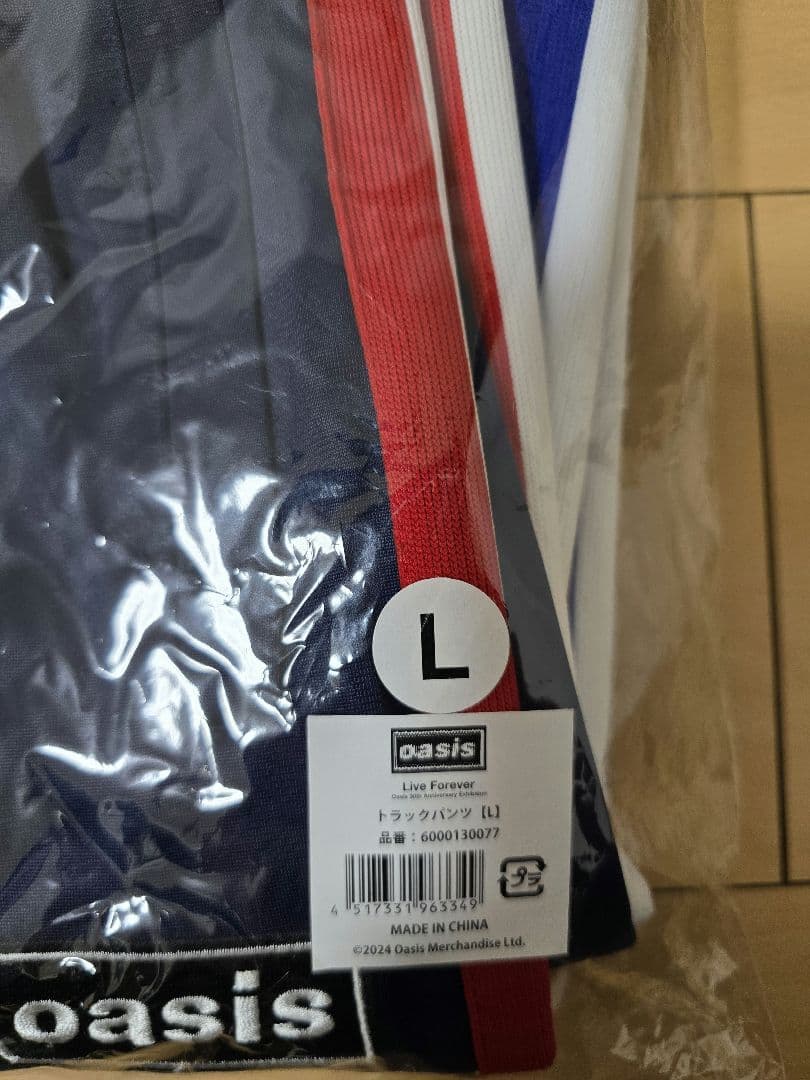 L
oasis
Live Forever
Oasis 30th Anniversary Exhibition
トラックパンツ【L】
品番：6000130077
プラ
4 517331 963349
MADE IN CHINA
©2024 Oasis Merchandise Ltd.
oasis